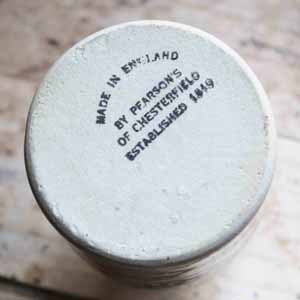 MADE IN ENGLAND
BY PEARSON'S
OF CHESTERFIELD
ESTABLISHED 1810